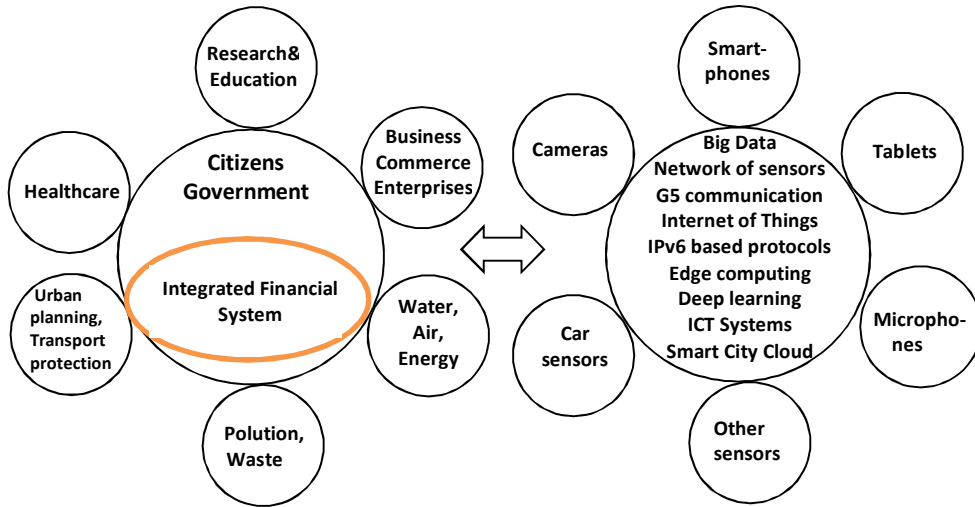 Research&
Education
Citizens
Government
Business
Commerce
Enterprises
Healthcare
Integrated Financial
System
Urban
planning,
Transport
protection
Water,
Air,
Energy
Polution,
Waste
Smart-
phones
Cameras
Tablets
Big Data
Network of sensors
G5 communication
Internet of Things
IPv6 based protocols
Edge computing
Deep learning
ICT Systems
Smart City Cloud
Car
sensors
Micropho-
nes
Other
sensors